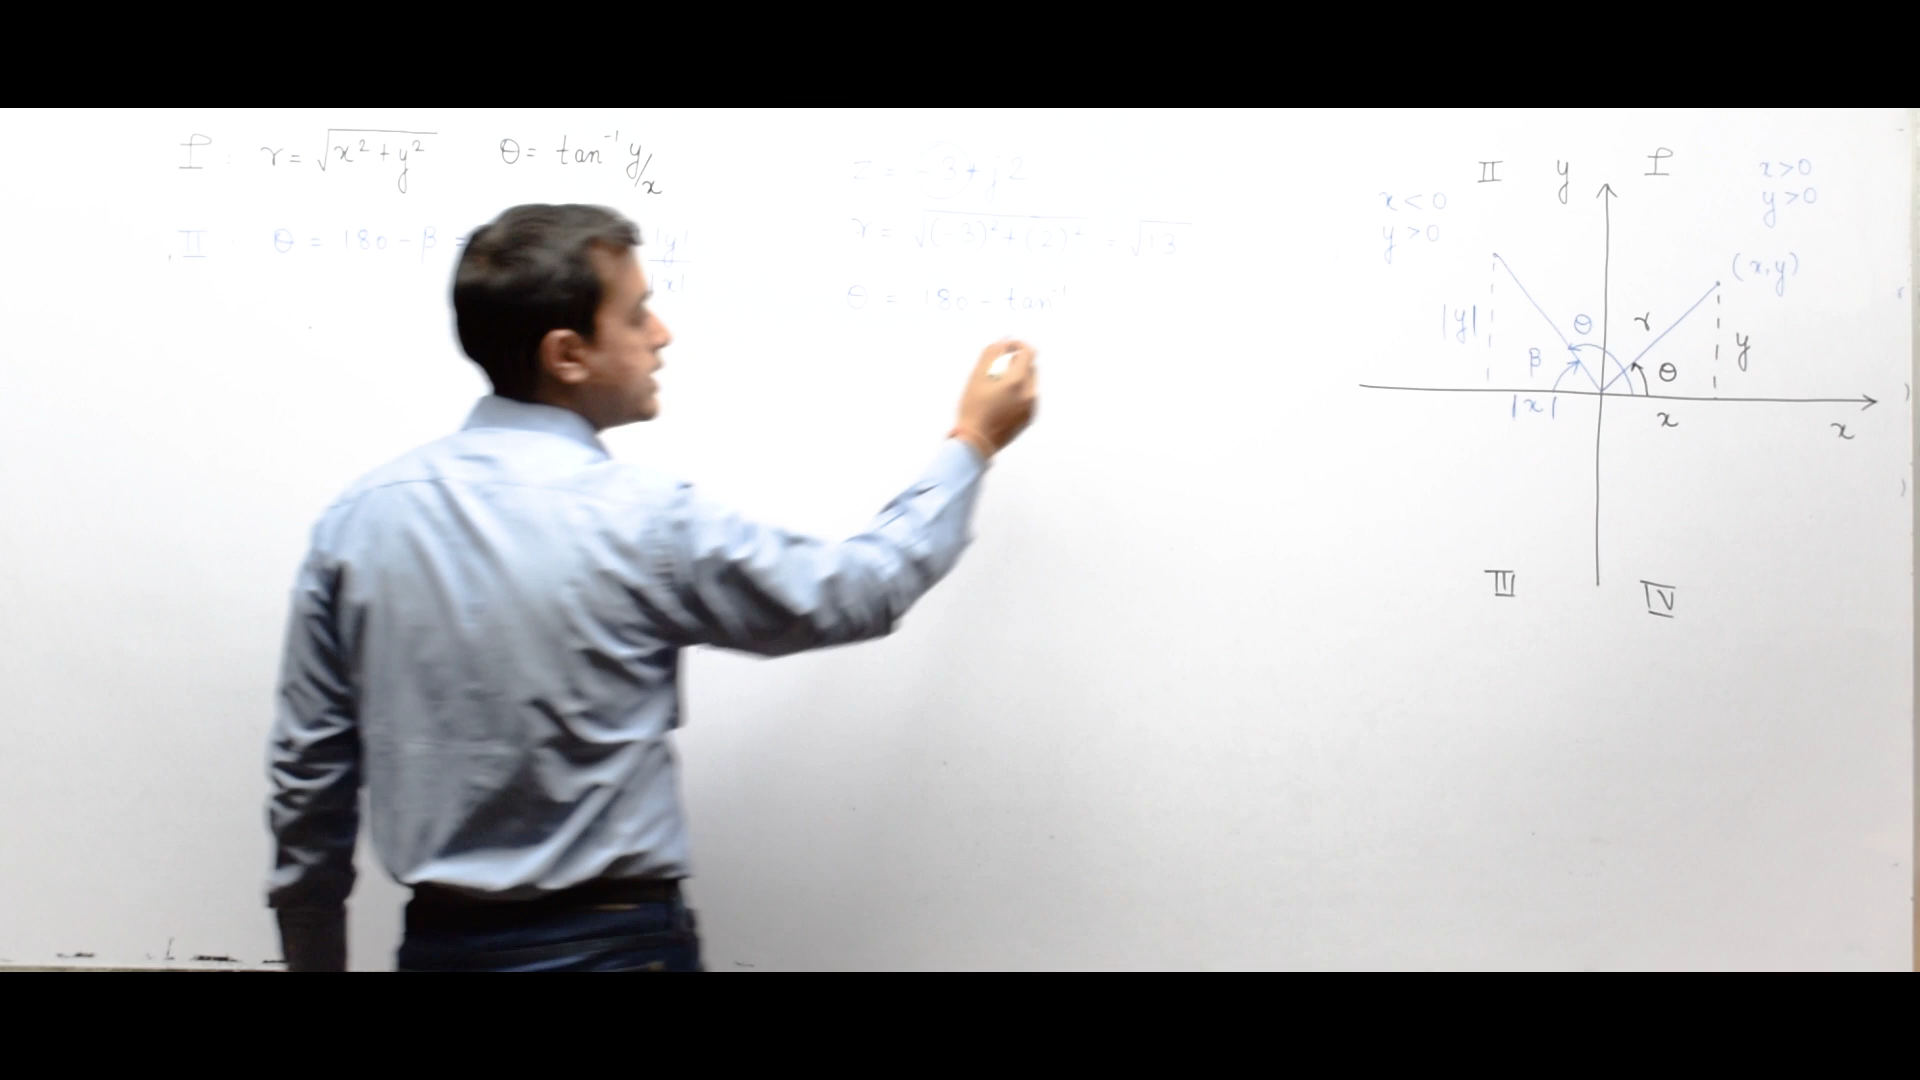 I : r = √x² + y² θ = tan⁻¹ y/x
II : θ = 180 - β = |y| / |x|
z = -3 + j2
r = √(-3)² + (2)² = √13
θ = 180 - tan⁻¹
II y I
x > 0
y > 0
x < 0
y > 0
(x, y)
|y| θ r y
β θ
|x| x x
III IV